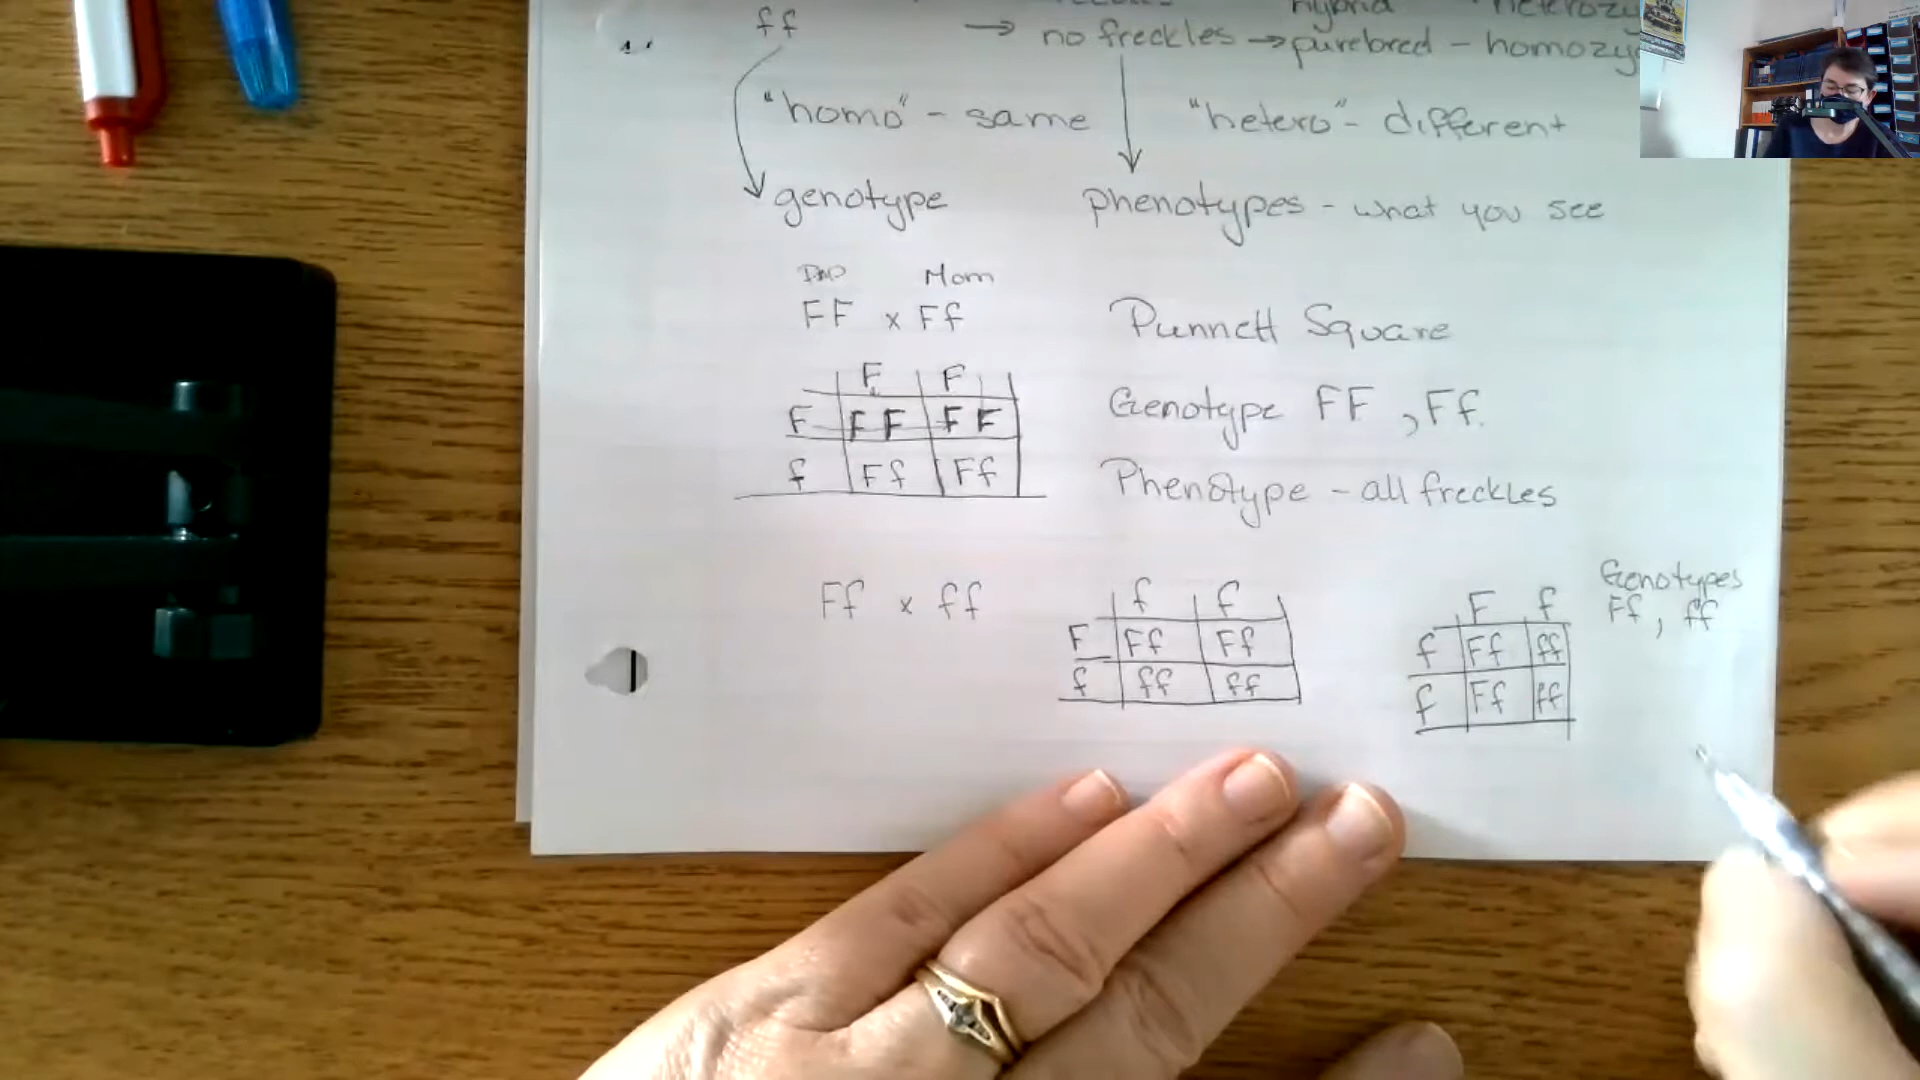 ff
hybrid
→ no freckles → purebred - homozyg
"homo" - same "hetero" - different
genotype phenotypes - what you see
DAD Mom
FF x Ff Punnett Square
F F
F FF FF Genotype FF , Ff.
f Ff Ff Phenotype - all freckles
Genotypes
Ff , ff
Ff x ff
f f
F Ff Ff
f ff ff
F f
f Ff ff
f Ff ff